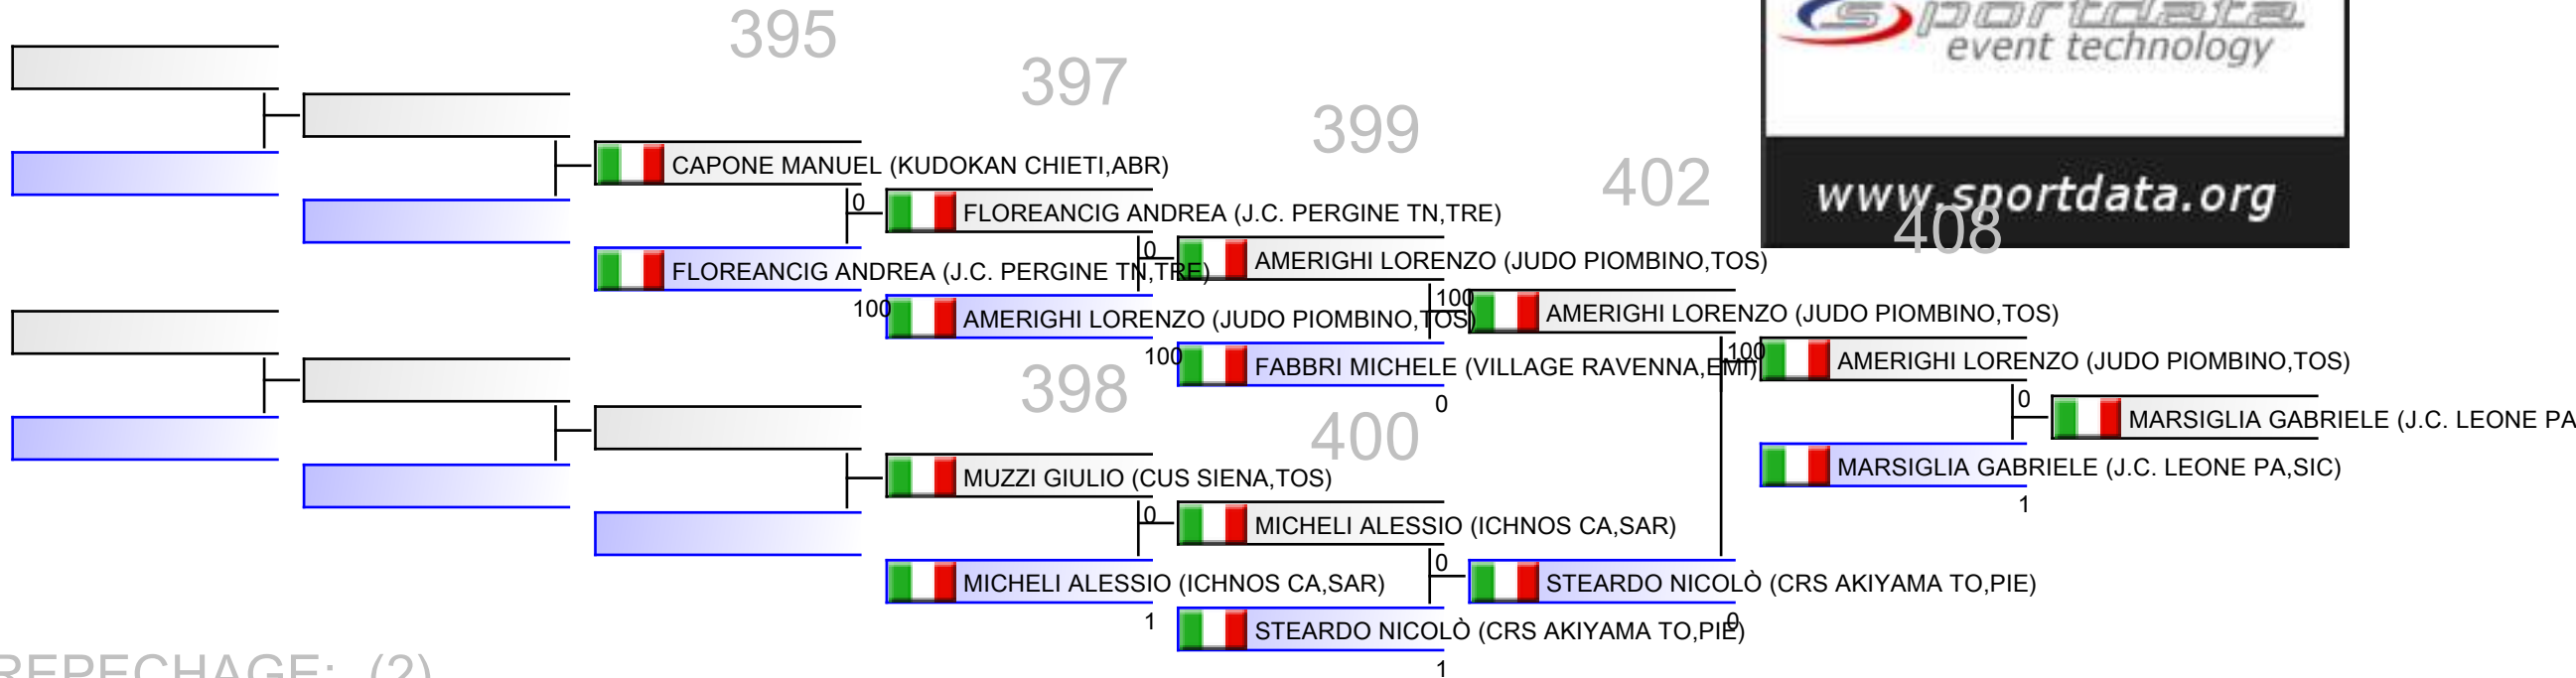 sportdata
event technology
www.sportdata.org
395
397
399
402
408
CAPONE MANUEL (KUDOKAN CHIETI,ABR)
0
FLOREANCIG ANDREA (J.C. PERGINE TN,TRE)
0
AMERIGHI LORENZO (JUDO PIOMBINO,TOS)
FLOREANCIG ANDREA (J.C. PERGINE TN,TRE)
100
AMERIGHI LORENZO (JUDO PIOMBINO,TOS)
100
AMERIGHI LORENZO (JUDO PIOMBINO,TOS)
100
FABBRI MICHELE (VILLAGE RAVENNA,EMI)
0
100
AMERIGHI LORENZO (JUDO PIOMBINO,TOS)
0
MARSIGLIA GABRIELE (J.C. LEONE PA
MARSIGLIA GABRIELE (J.C. LEONE PA,SIC)
1
398
400
MUZZI GIULIO (CUS SIENA,TOS)
0
MICHELI ALESSIO (ICHNOS CA,SAR)
0
MICHELI ALESSIO (ICHNOS CA,SAR)
1
STEARDO NICOLÒ (CRS AKIYAMA TO,PIE)
0
STEARDO NICOLÒ (CRS AKIYAMA TO,PIE)
1
REPECHAGE: (2)